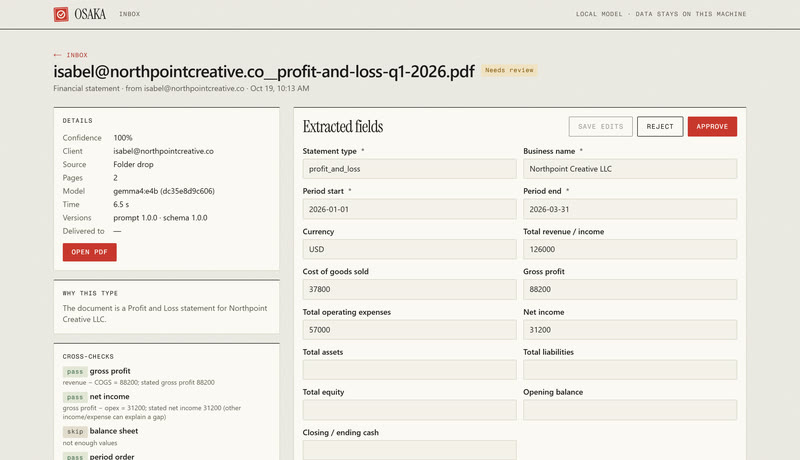 OSAKA
INBOX
LOCAL MODEL · DATA STAYS ON THIS MACHINE
← INBOX
isabel@northpointcreative.co__profit-and-loss-q1-2026.pdf
Needs review
Financial statement · from isabel@northpointcreative.co · Oct 19, 10:13 AM
DETAILS
Confidence 100%
Client isabel@northpointcreative.co
Source Folder drop
Pages 2
Model gemma4:e4b (dc35e8d9c606)
Time 6.5 s
Versions prompt 1.0.0 · schema 1.0.0
Delivered to —
OPEN PDF
WHY THIS TYPE
The document is a Profit and Loss statement for Northpoint
Creative LLC.
CROSS-CHECKS
pass gross profit
revenue − COGS = 88200; stated gross profit 88200
pass net income
gross profit − opex = 31200; stated net income 31200 (other
income/expense can explain a gap)
skip balance sheet
not enough values
pass period order
Extracted fields
SAVE EDITS
REJECT
APPROVE
Statement type *
profit_and_loss
Business name *
Northpoint Creative LLC
Period start *
2026-01-01
Period end *
2026-03-31
Currency
USD
Total revenue / income
126000
Cost of goods sold
37800
Gross profit
88200
Total operating expenses
57000
Net income
31200
Total assets
Total liabilities
Total equity
Opening balance
Closing / ending cash